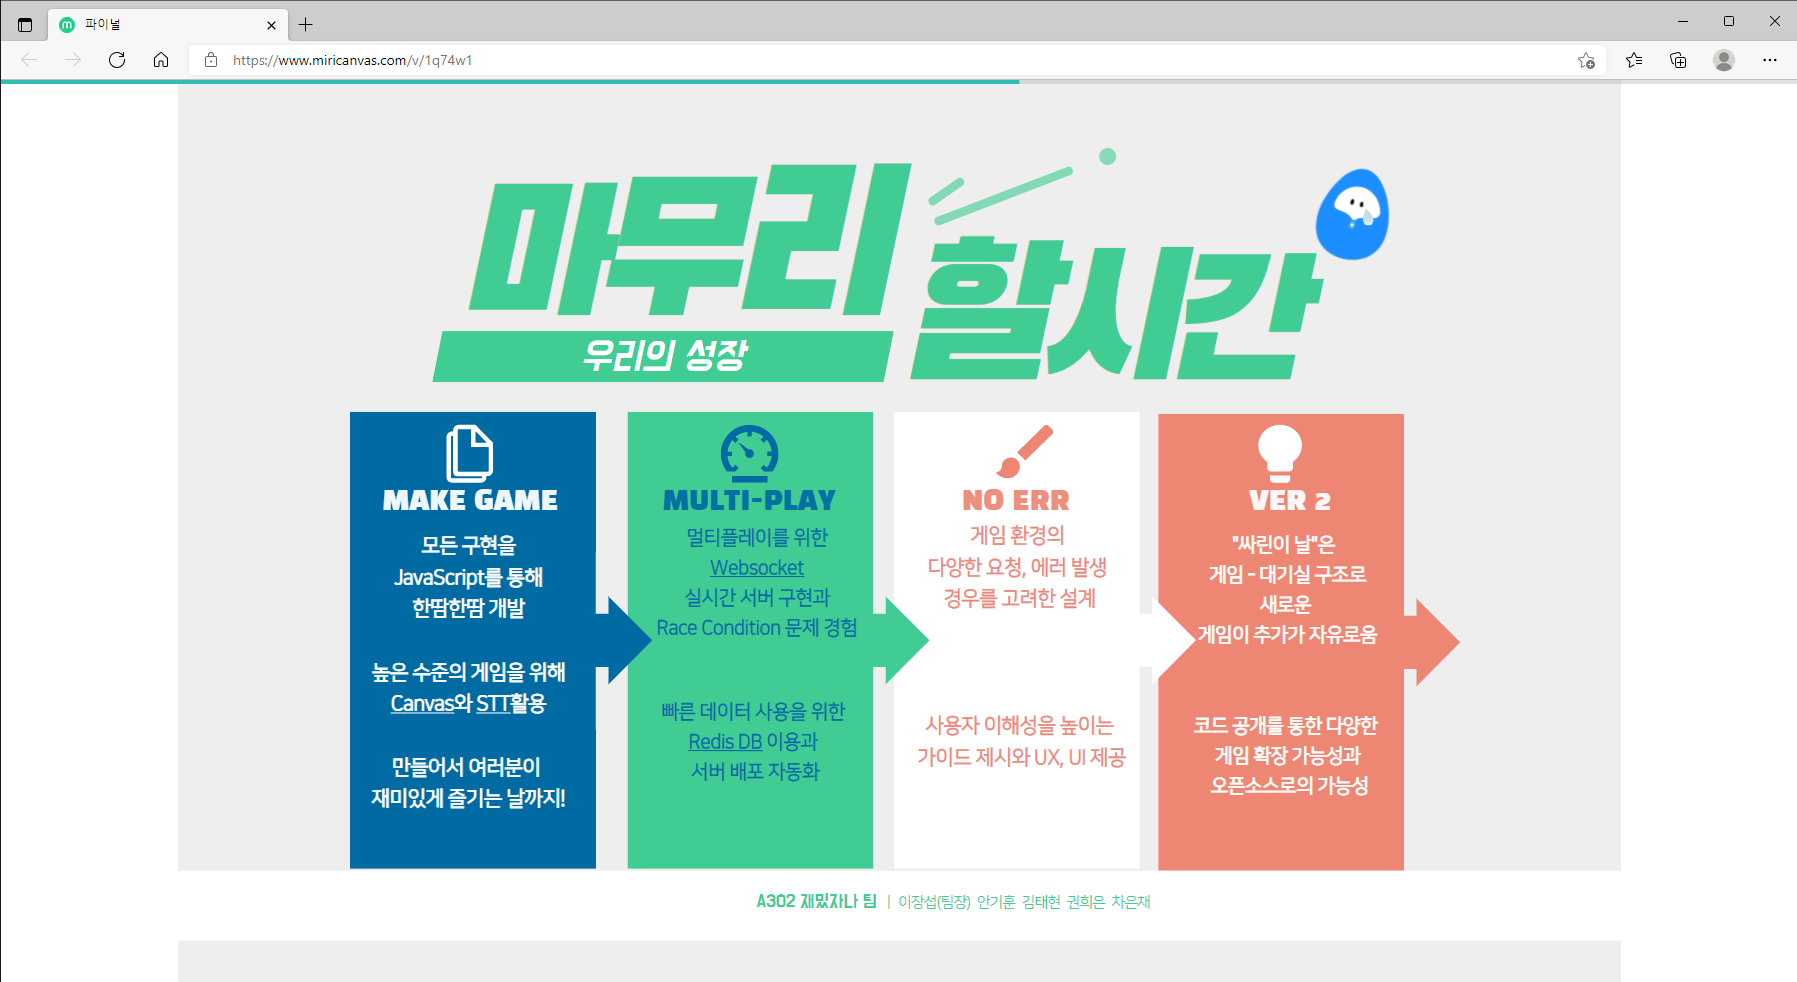 파이널
https://www.miricanvas.com/v/1q74w1
마무리
할시간
우리의 성장
MAKE GAME
모든 구현을
JavaScript를 통해
한땀한땀 개발
높은 수준의 게임을 위해
Canvas와 STT활용
만들어서 여러분이
재미있게 즐기는 날까지!
MULTI-PLAY
멀티플레이를 위한
Websocket
실시간 서버 구현과
Race Condition 문제 경험
빠른 데이터 사용을 위한
Redis DB 이용과
서버 배포 자동화
NO ERR
게임 환경의
다양한 요청, 에러 발생
경우를 고려한 설계
사용자 이해성을 높이는
가이드 제시와 UX, UI 제공
VER 2
"싸린이 날"은
게임 - 대기실 구조로
새로운
게임이 추가가 자유로움
코드 공개를 통한 다양한
게임 확장 가능성과
오픈소스로의 가능성
A302 재밌자나 팀 | 이장섭(팀장) 안기훈 김태현 권희은 차은채